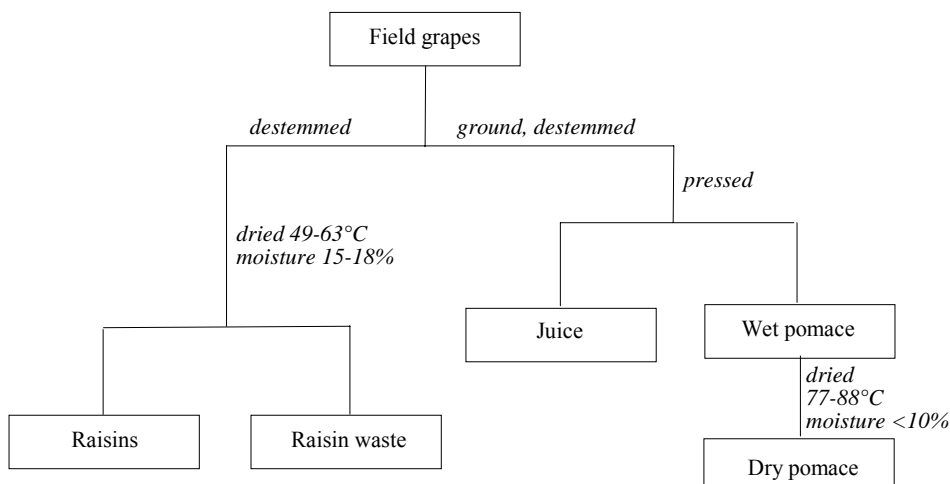 Field grapes
destemmed
ground, destemmed
pressed
dried 49-63°C
moisture 15-18%
Juice
Wet pomace
dried
77-88°C
moisture <10%
Raisins
Raisin waste
Dry pomace